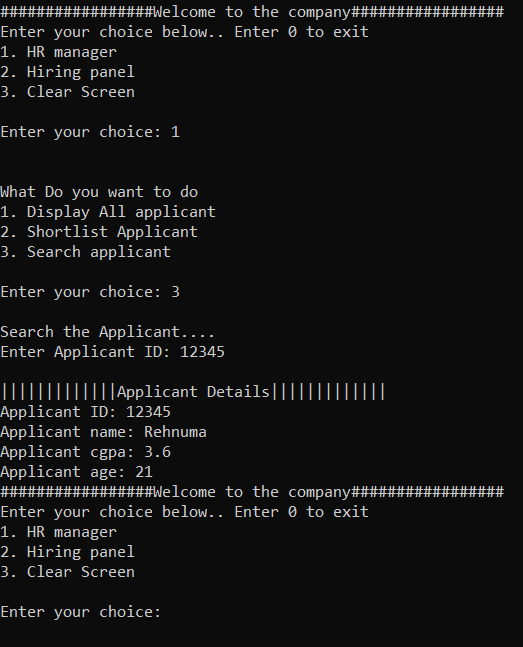 #################Welcome to the company#################
Enter your choice below.. Enter 0 to exit
1. HR manager
2. Hiring panel
3. Clear Screen
Enter your choice: 1
What Do you want to do
1. Display All applicant
2. Shortlist Applicant
3. Search applicant
Enter your choice: 3
Search the Applicant....
Enter Applicant ID: 12345
|||||||||||||Applicant Details|||||||||||||
Applicant ID: 12345
Applicant name: Rehnuma
Applicant cgpa: 3.6
Applicant age: 21
#################Welcome to the company#################
Enter your choice below.. Enter 0 to exit
1. HR manager
2. Hiring panel
3. Clear Screen
Enter your choice: